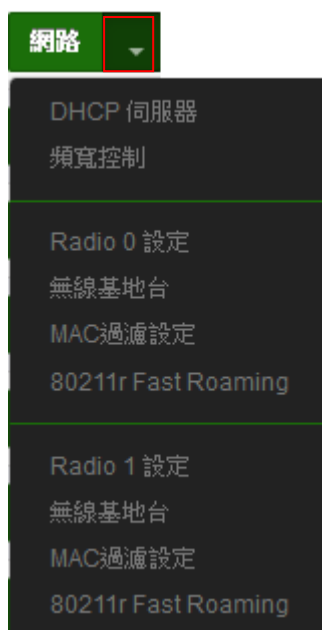 網路
DHCP 伺服器
頻寬控制
Radio 0 設定
無線基地台
MAC過濾設定
80211r Fast Roaming
Radio 1 設定
無線基地台
MAC過濾設定
80211r Fast Roaming